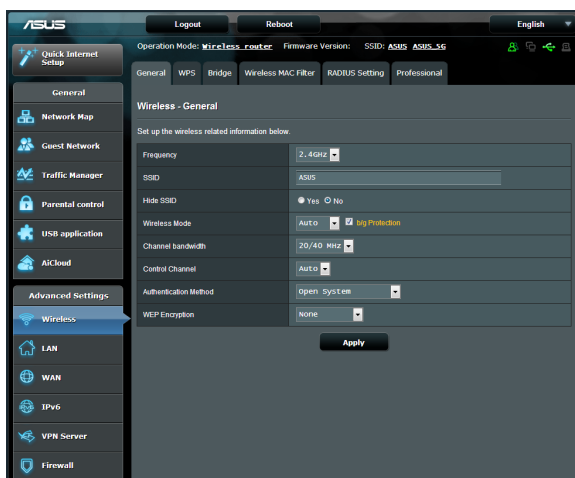 ASUS Logout Reboot English
Quick Internet Setup
Operation Mode: Wireless router Firmware Version: SSID: ASUS ASUS_5G
General WPS Bridge Wireless MAC Filter RADIUS Setting Professional
General
Network Map
Guest Network
Traffic Manager
Parental control
USB application
AiCloud
Advanced Settings
Wireless
LAN
WAN
IPv6
VPN Server
Firewall
Wireless - General
Set up the wireless related information below.
Frequency 2.4GHz
SSID ASUS
Hide SSID Yes No
Wireless Mode Auto b/g Protection
Channel bandwidth 20/40 MHz
Control Channel Auto
Authentication Method Open System
WEP Encryption None
Apply